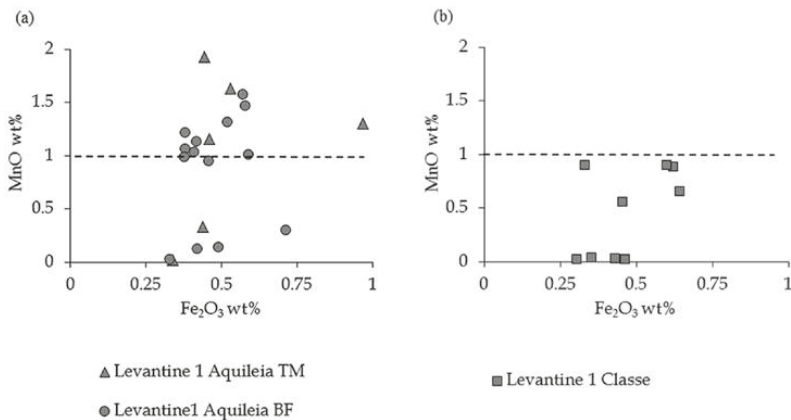 (a)
2
1.5
1
0.5
0
MnO wt%
0 0.25 0.5 0.75 1
Fe₂O₃ wt%
Levantine 1 Aquileia TM
Levantine1 Aquileia BF
(b)
2
1.5
1
0.5
0
MnO wt%
0 0.25 0.5 0.75 1
Fe₂O₃ wt%
Levantine 1 Classe